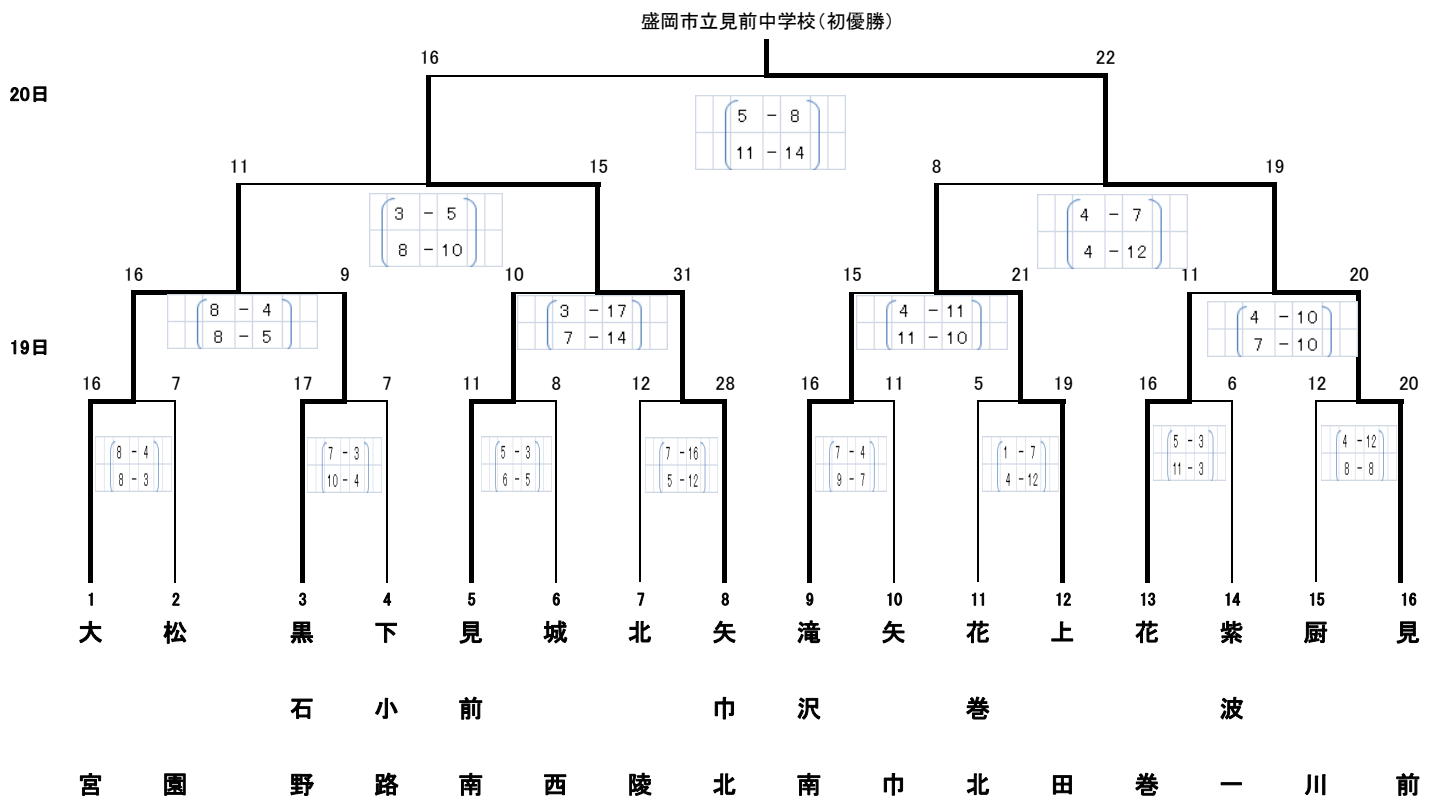 盛岡市立見前中学校（初優勝）
16 22
20日
5 - 8
11 - 14
11 15 8 19
3 - 5 4 - 7
8 - 10 4 - 12
16 9 10 31 15 21 11 20
8 - 4 3 - 17 4 - 11 4 - 10
8 - 5 7 - 14 11 - 10 7 - 10
19日
16 7 17 7 11 8 12 28 16 11 5 19 16 6 12 20
8 - 4 7 - 3 5 - 3 7 - 16 7 - 4 1 - 7 5 - 3 4 - 12
8 - 3 10 - 4 6 - 5 5 - 12 9 - 7 4 - 12 11 - 3 8 - 8
1 2 3 4 5 6 7 8 9 10 11 12 13 14 15 16
大宮
松園
黒石野
下小路
見前南
城西
北陵
矢巾北
滝沢南
矢巾
花巻北
上田
花巻
紫波一
厨川
見前